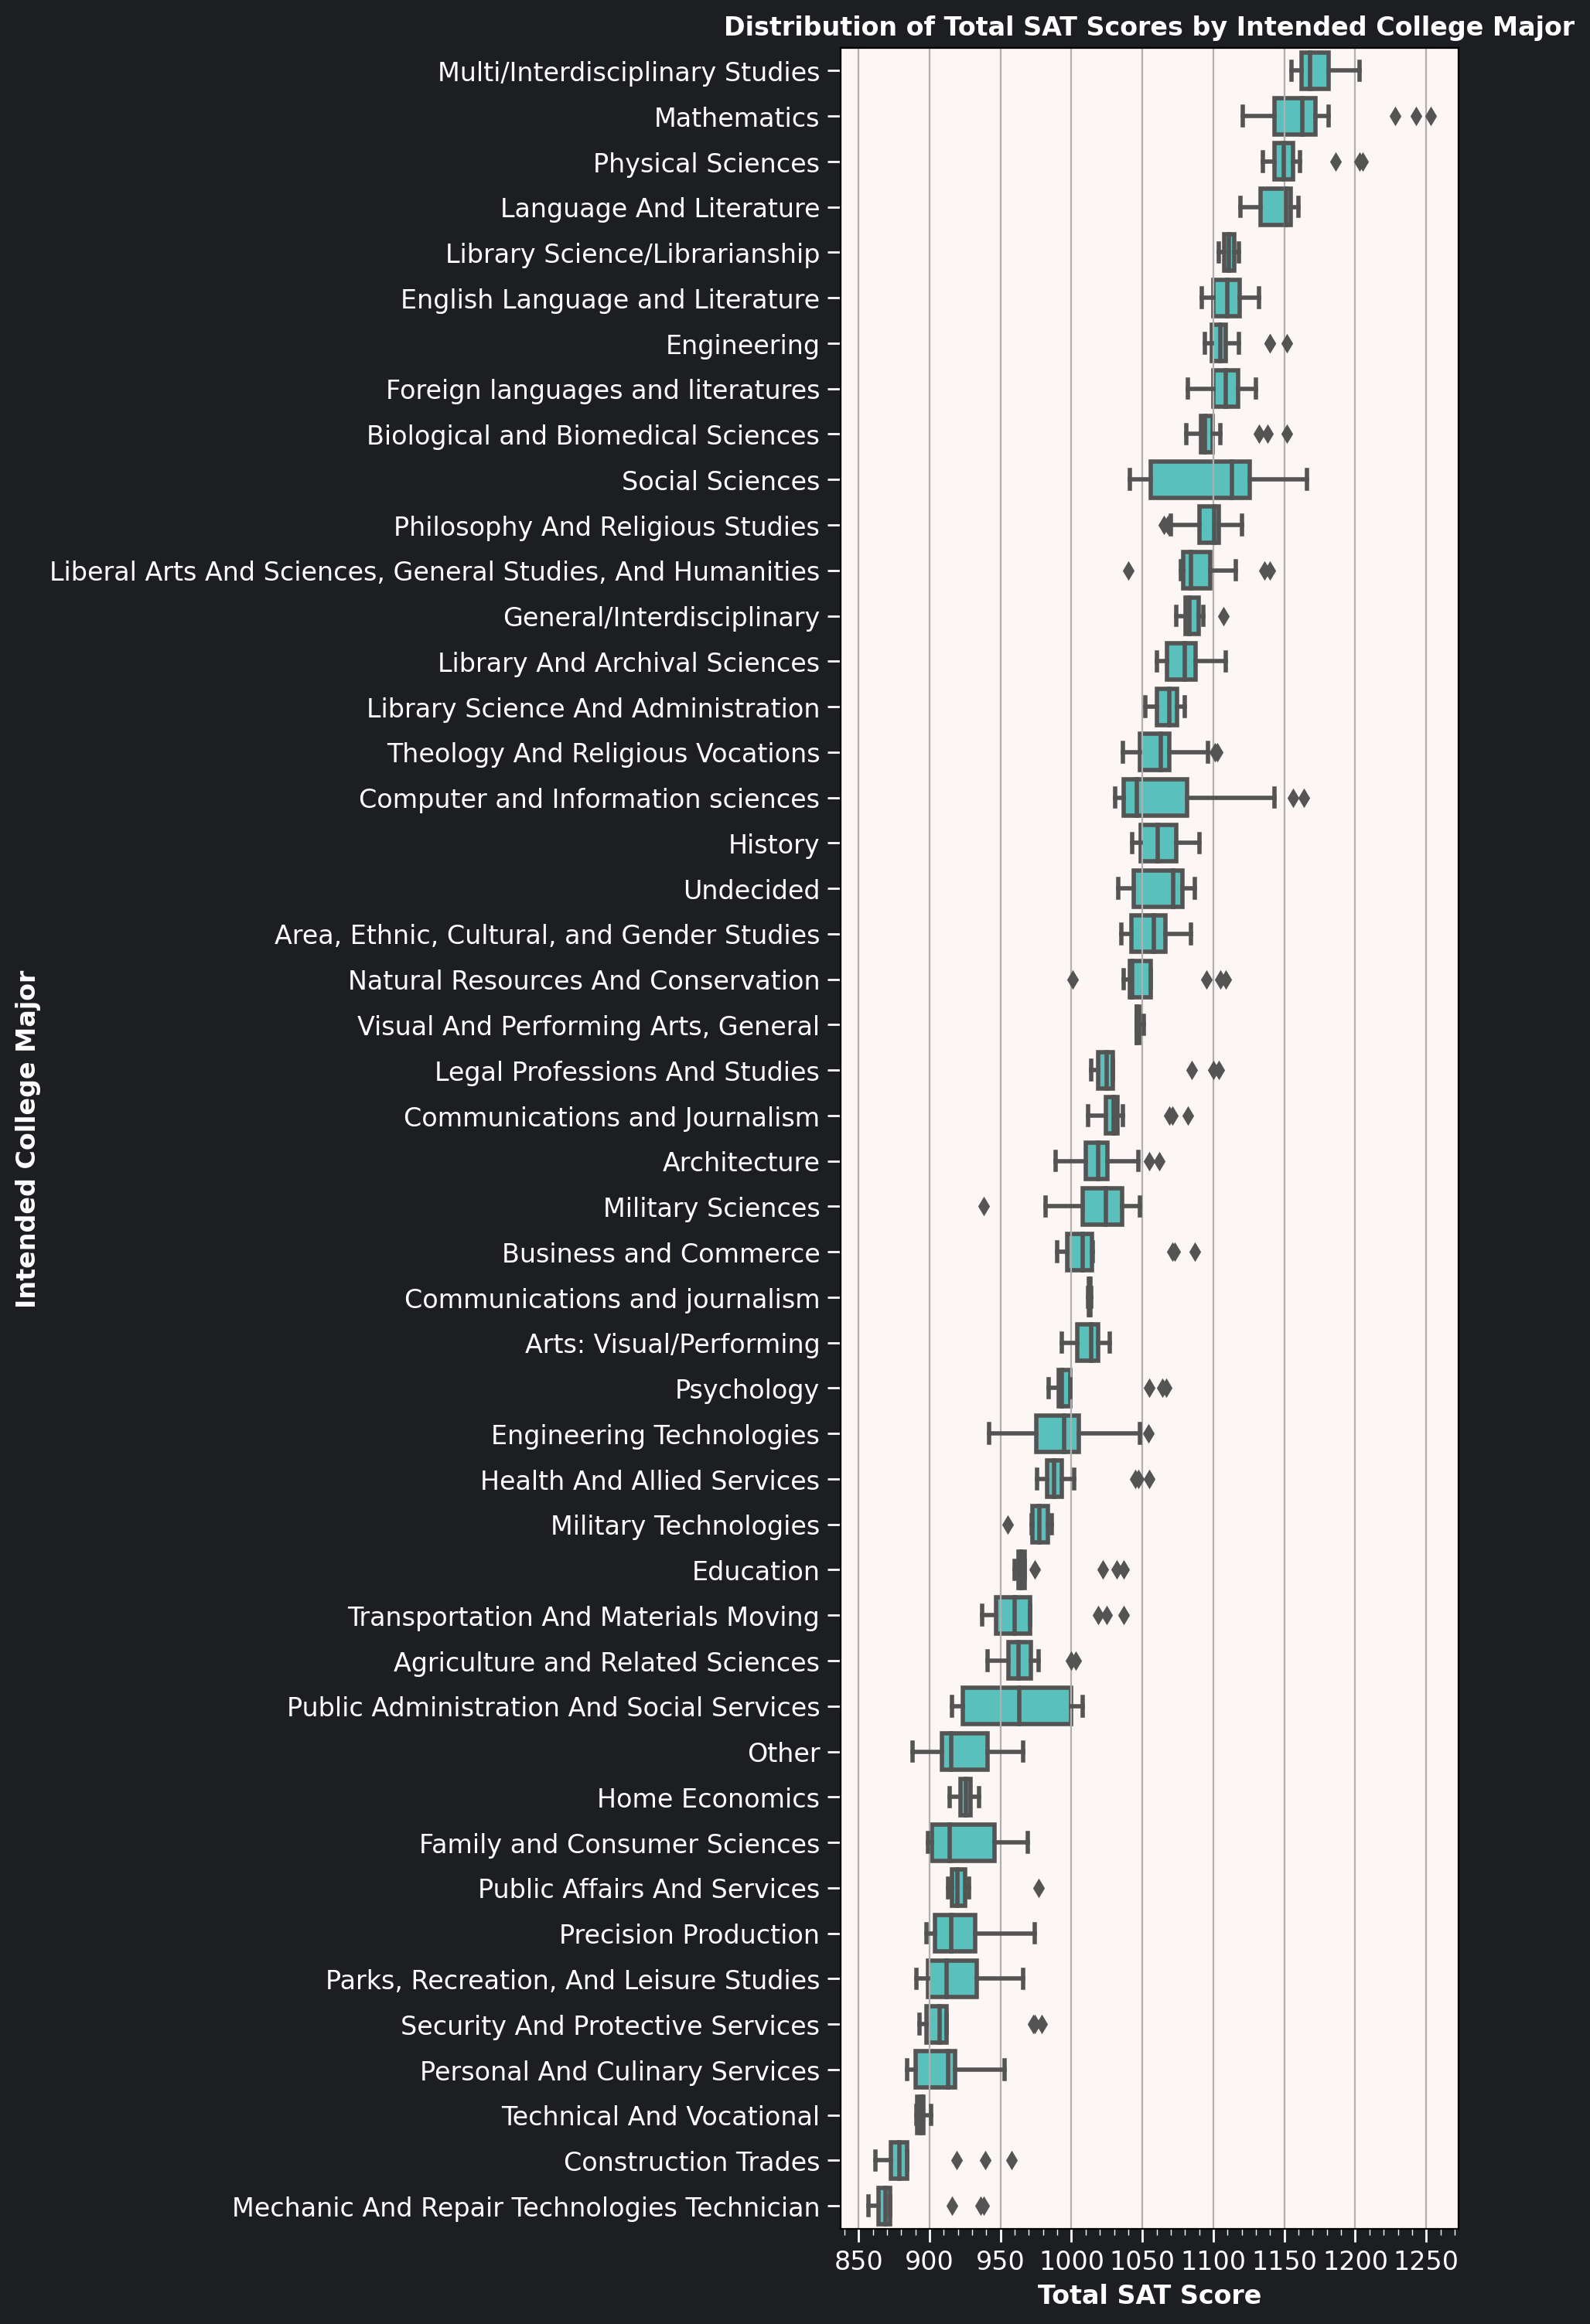 Distribution of Total SAT Scores by Intended College Major
Intended College Major
Multi/Interdisciplinary Studies
Mathematics
Physical Sciences
Language And Literature
Library Science/Librarianship
English Language and Literature
Engineering
Foreign languages and literatures
Biological and Biomedical Sciences
Social Sciences
Philosophy And Religious Studies
Liberal Arts And Sciences, General Studies, And Humanities
General/Interdisciplinary
Library And Archival Sciences
Library Science And Administration
Theology And Religious Vocations
Computer and Information sciences
History
Undecided
Area, Ethnic, Cultural, and Gender Studies
Natural Resources And Conservation
Visual And Performing Arts, General
Legal Professions And Studies
Communications and Journalism
Architecture
Military Sciences
Business and Commerce
Communications and journalism
Arts: Visual/Performing
Psychology
Engineering Technologies
Health And Allied Services
Military Technologies
Education
Transportation And Materials Moving
Agriculture and Related Sciences
Public Administration And Social Services
Other
Home Economics
Family and Consumer Sciences
Public Affairs And Services
Precision Production
Parks, Recreation, And Leisure Studies
Security And Protective Services
Personal And Culinary Services
Technical And Vocational
Construction Trades
Mechanic And Repair Technologies Technician
850 900 950 1000 1050 1100 1150 1200 1250
Total SAT Score